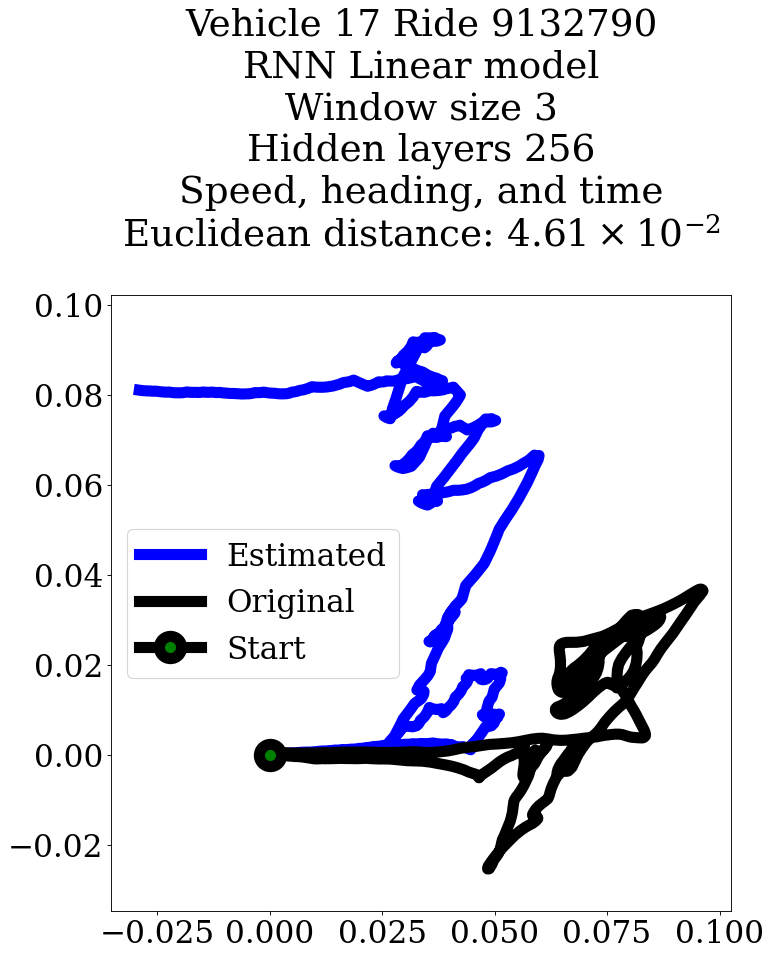 Vehicle 17 Ride 9132790
RNN Linear model
Window size 3
Hidden layers 256
Speed, heading, and time
Euclidean distance: 4.61 × 10⁻²
0.10
0.08
0.06
0.04
0.02
0.00
−0.02
Estimated
Original
Start
−0.025 0.000 0.025 0.050 0.075 0.100